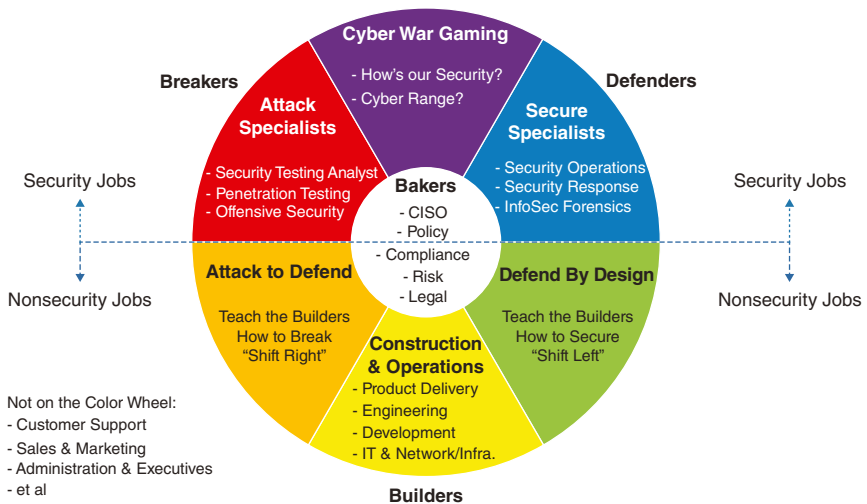 Cyber War Gaming
- How's our Security?
- Cyber Range?
Breakers
Defenders
Attack
Specialists
- Security Testing Analyst
- Penetration Testing
- Offensive Security
Secure
Specialists
- Security Operations
- Security Response
- InfoSec Forensics
Bakers
- CISO
- Policy
- Compliance
- Risk
- Legal
Security Jobs
Nonsecurity Jobs
Security Jobs
Nonsecurity Jobs
Attack to Defend
Teach the Builders
How to Break
“Shift Right”
Defend By Design
Teach the Builders
How to Secure
“Shift Left”
Construction
& Operations
- Product Delivery
- Engineering
- Development
- IT & Network/Infra.
Builders
Not on the Color Wheel:
- Customer Support
- Sales & Marketing
- Administration & Executives
- et al